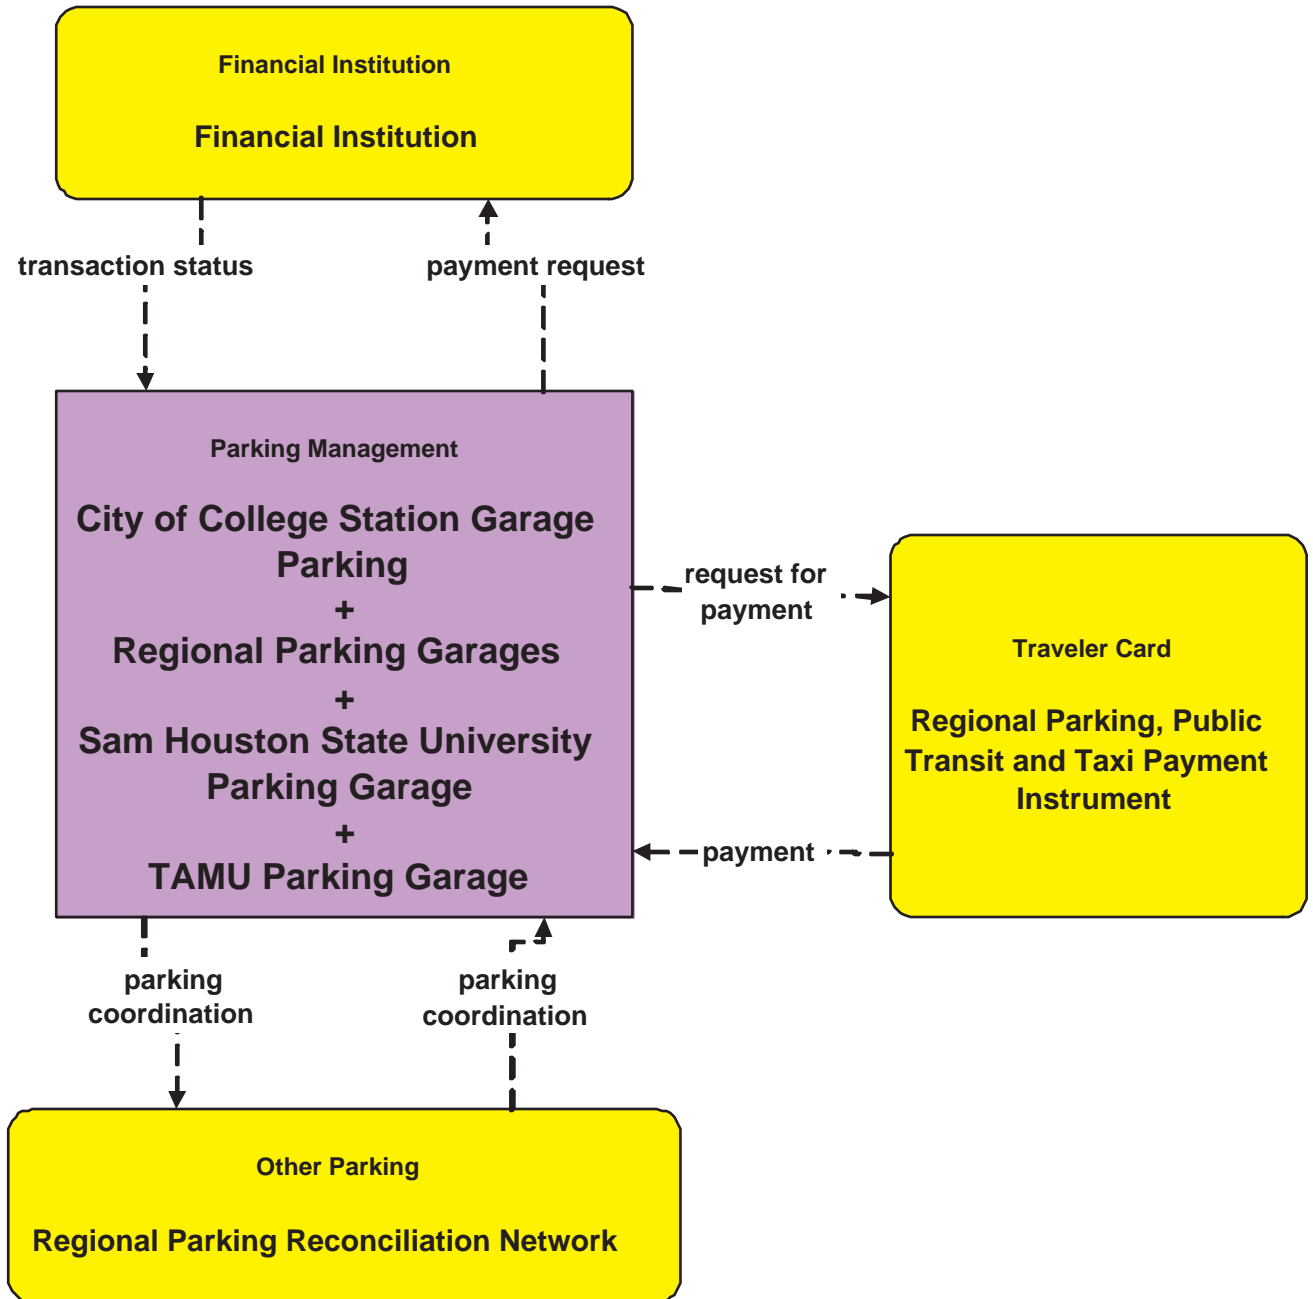 Financial Institution
Financial Institution
transaction status
payment request
Parking Management
City of College Station Garage
Parking
+
Regional Parking Garages
+
Sam Houston State University
Parking Garage
+
TAMU Parking Garage
request for
payment
Traveler Card
Regional Parking, Public
Transit and Taxi Payment
Instrument
payment
parking
coordination
parking
coordination
Other Parking
Regional Parking Reconciliation Network